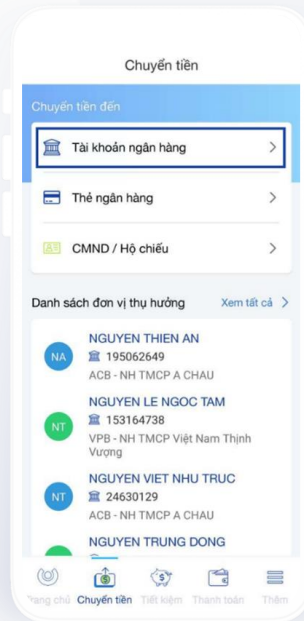 Chuyển tiền
Chuyển tiền đến
Tài khoản ngân hàng
Thẻ ngân hàng
CMND / Hộ chiếu
Danh sách đơn vị thụ hưởng Xem tất cả
NA
NGUYEN THIEN AN
195062649
ACB - NH TMCP A CHAU
NT
NGUYEN LE NGOC TAM
153164738
VPB - NH TMCP Việt Nam Thịnh
Vượng
NT
NGUYEN VIET NHU TRUC
24630129
ACB - NH TMCP A CHAU
NGUYEN TRUNG DONG
Trang chủ Chuyển tiền Tiết kiệm Thanh toán Thêm